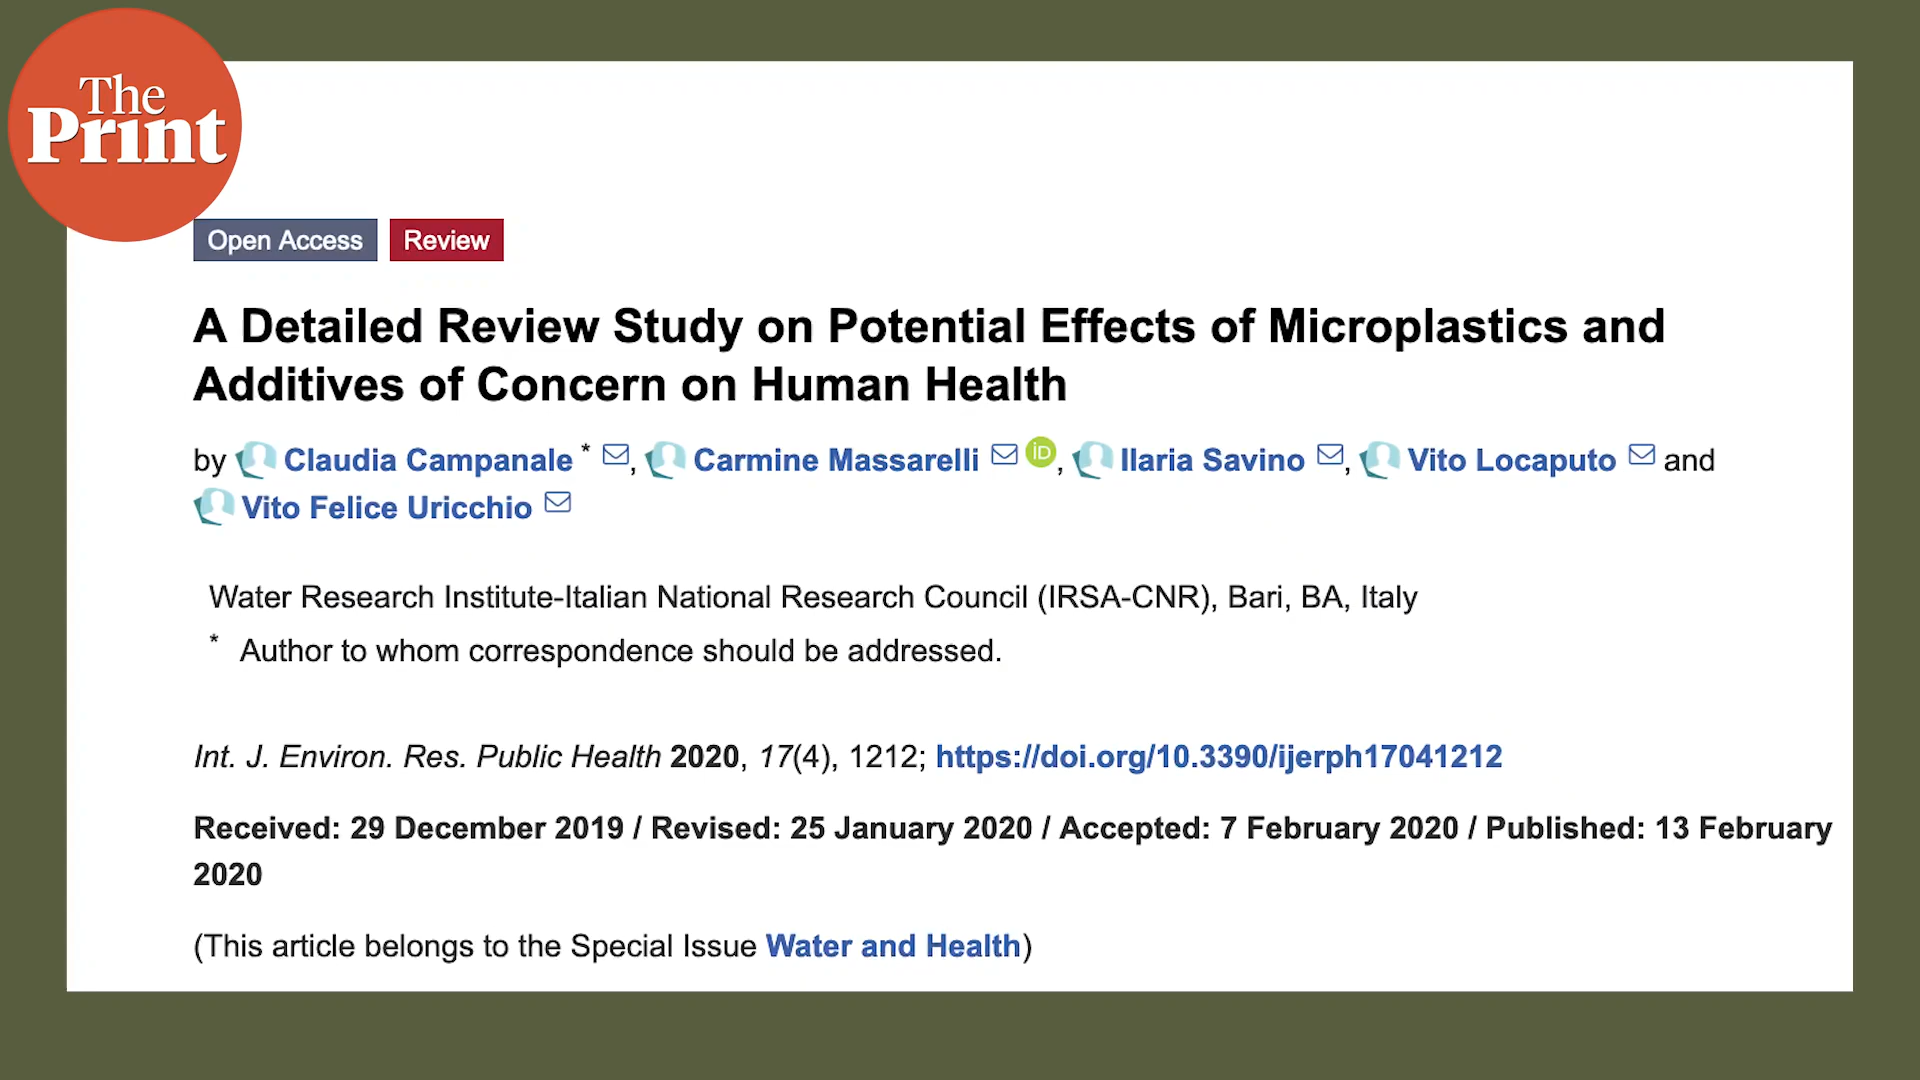 The
Print
Open Access Review
A Detailed Review Study on Potential Effects of Microplastics and
Additives of Concern on Human Health
by Claudia Campanale * , Carmine Massarelli iD , Ilaria Savino , Vito Locaputo and
Vito Felice Uricchio
Water Research Institute-Italian National Research Council (IRSA-CNR), Bari, BA, Italy
* Author to whom correspondence should be addressed.
Int. J. Environ. Res. Public Health 2020, 17(4), 1212; https://doi.org/10.3390/ijerph17041212
Received: 29 December 2019 / Revised: 25 January 2020 / Accepted: 7 February 2020 / Published: 13 February
2020
(This article belongs to the Special Issue Water and Health)